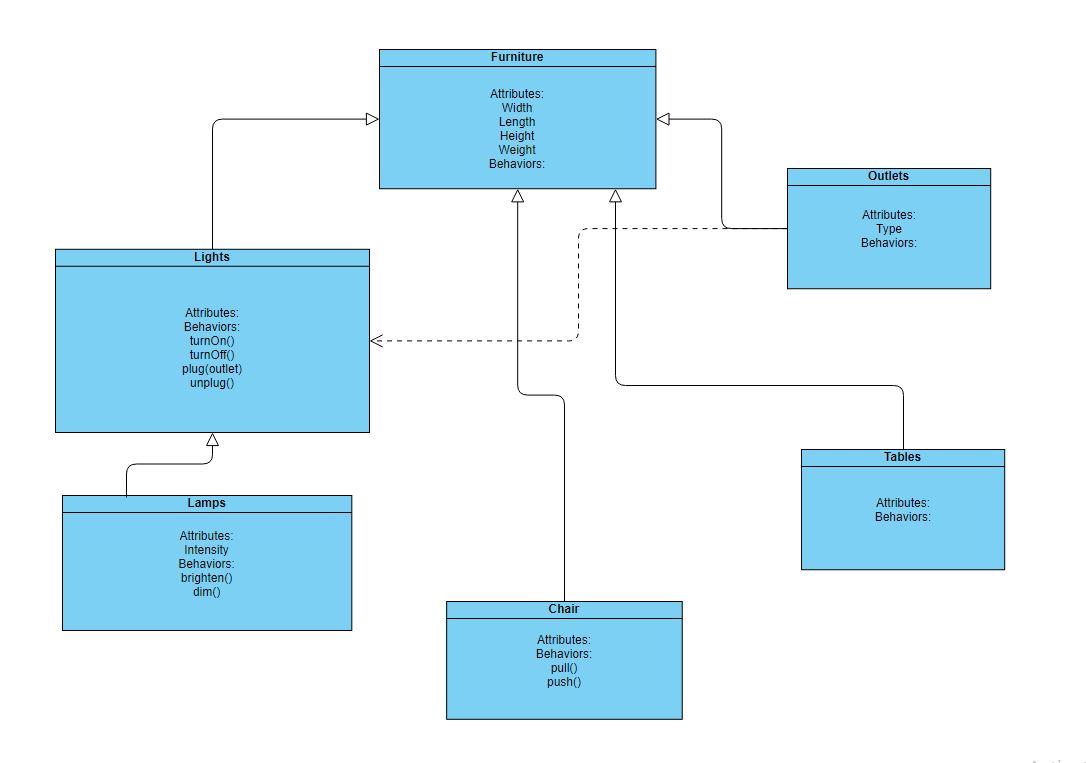 Furniture
Attributes:
Width
Length
Height
Weight
Behaviors:
Outlets
Attributes:
Type
Behaviors:
Lights
Attributes:
Behaviors:
turnOn()
turnOff()
plug(outlet)
unplug()
Tables
Attributes:
Behaviors:
Lamps
Attributes:
Intensity
Behaviors:
brighten()
dim()
Chair
Attributes:
Behaviors:
pull()
push()